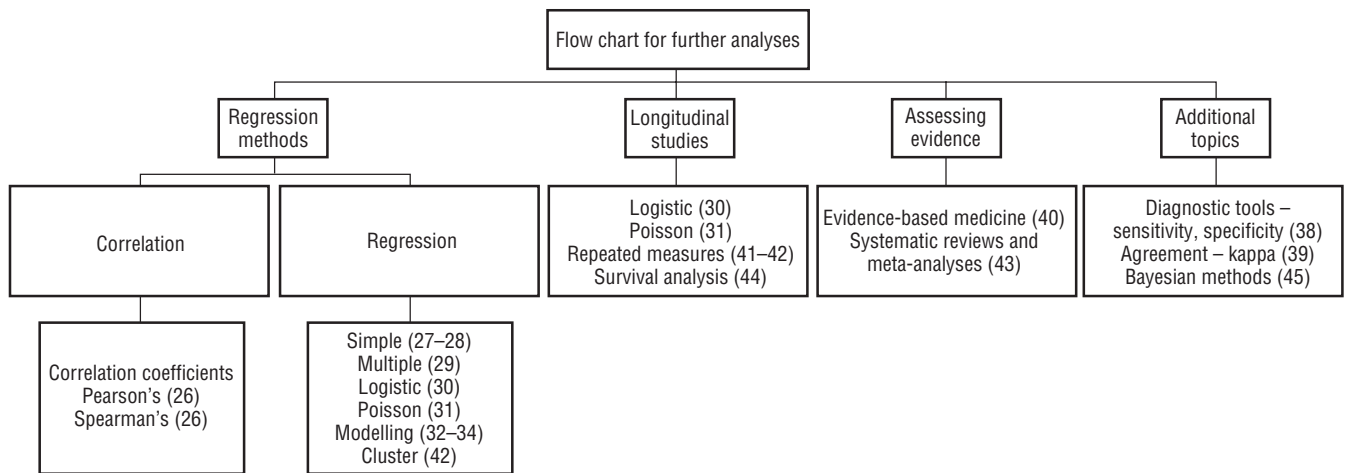 Flow chart for further analyses
Regression
methods
Longitudinal
studies
Assessing
evidence
Additional
topics
Correlation
Regression
Logistic (30)
Poisson (31)
Repeated measures (41–42)
Survival analysis (44)
Evidence-based medicine (40)
Systematic reviews and
meta-analyses (43)
Diagnostic tools –
sensitivity, specificity (38)
Agreement – kappa (39)
Bayesian methods (45)
Correlation coefficients
Pearson’s (26)
Spearman’s (26)
Simple (27–28)
Multiple (29)
Logistic (30)
Poisson (31)
Modelling (32–34)
Cluster (42)